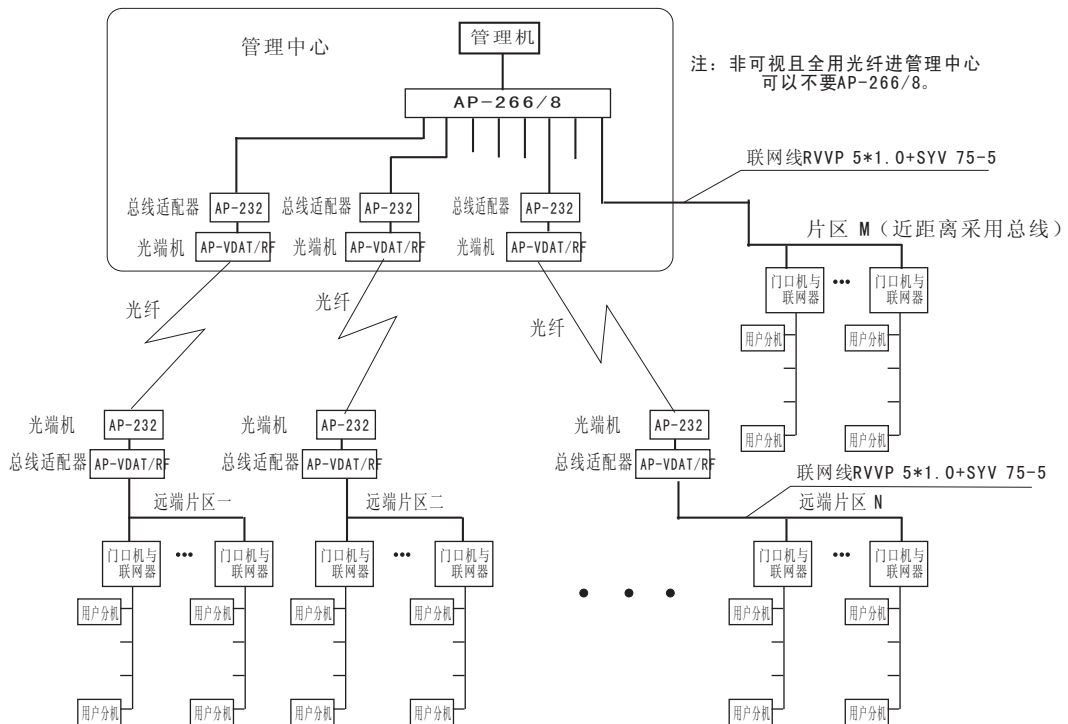 管理中心
管理机
AP-266/8
注: 非可视且全用光纤进管理中心
可以不要AP-266/8。
联网线RVVP 5*1.0+SYV 75-5
总线适配器
AP-232
总线适配器
AP-232
总线适配器
AP-232
光端机
AP-VDAT/RF
光端机
AP-VDAT/RF
光端机
AP-VDAT/RF
片区 M（近距离采用总线）
门口机与
联网器
•••
门口机与
联网器
光纤
光纤
光纤
用户分机
用户分机
用户分机
用户分机
光端机
AP-232
光端机
AP-232
光端机
AP-232
总线适配器
AP-VDAT/RF
总线适配器
AP-VDAT/RF
总线适配器
AP-VDAT/RF
联网线RVVP 5*1.0+SYV 75-5
远端片区一
远端片区二
远端片区 N
门口机与
联网器
•••
门口机与
联网器
门口机与
联网器
•••
门口机与
联网器
• • •
门口机与
联网器
•••
门口机与
联网器
用户分机
用户分机
用户分机
用户分机
用户分机
用户分机
用户分机
用户分机
用户分机
用户分机
用户分机
用户分机